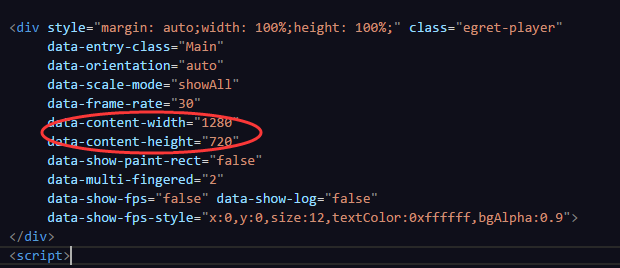 <div style="margin: auto;width: 100%;height: 100%;" class="egret-player"
data-entry-class="Main"
data-orientation="auto"
data-scale-mode="showAll"
data-frame-rate="30"
data-content-width="1280"
data-content-height="720"
data-show-paint-rect="false"
data-multi-fingered="2"
data-show-fps="false" data-show-log="false"
data-show-fps-style="x:0,y:0,size:12,textColor:0xffffff,bgAlpha:0.9">
</div>
<script>